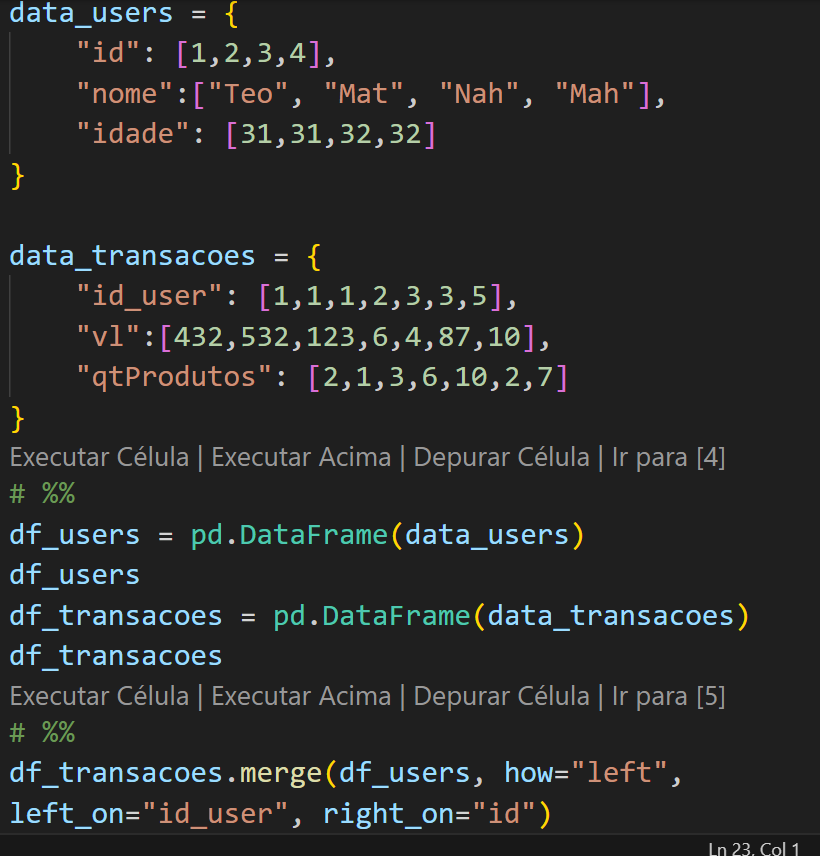 data_users = {
    "id": [1,2,3,4],
    "nome":["Teo", "Mat", "Nah", "Mah"],
    "idade": [31,31,32,32]
}
data_transacoes = {
    "id_user": [1,1,1,2,3,3,5],
    "vl":[432,532,123,6,4,87,10],
    "qtProdutos": [2,1,3,6,10,2,7]
}
Executar Célula | Executar Acima | Depurar Célula | Ir para [4]
# %%
df_users = pd.DataFrame(data_users)
df_users
df_transacoes = pd.DataFrame(data_transacoes)
df_transacoes
Executar Célula | Executar Acima | Depurar Célula | Ir para [5]
# %%
df_transacoes.merge(df_users, how="left",
left_on="id_user", right_on="id")
Ln 23, Col 1